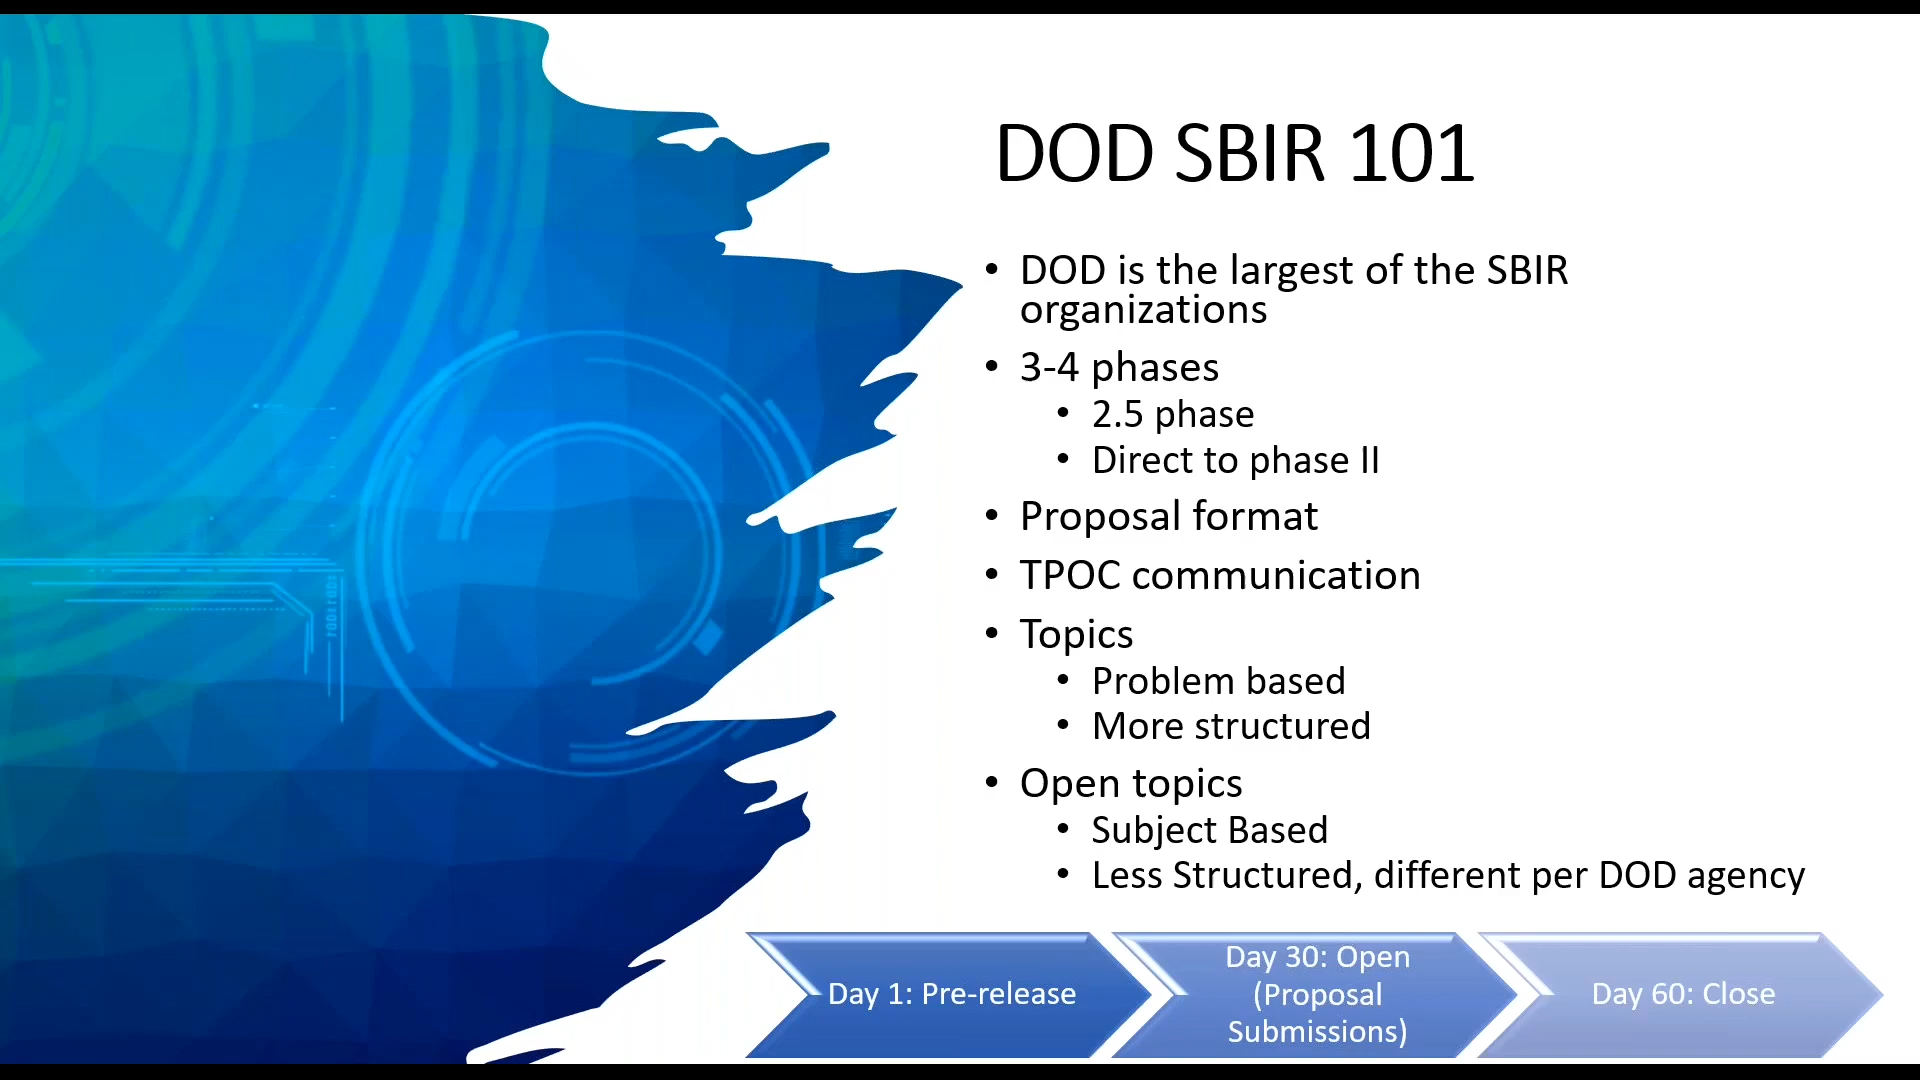 DOD SBIR 101
• DOD is the largest of the SBIR
organizations
• 3-4 phases
• 2.5 phase
• Direct to phase II
• Proposal format
• TPOC communication
• Topics
• Problem based
• More structured
• Open topics
• Subject Based
• Less Structured, different per DOD agency
Day 1: Pre-release
Day 30: Open
(Proposal
Submissions)
Day 60: Close